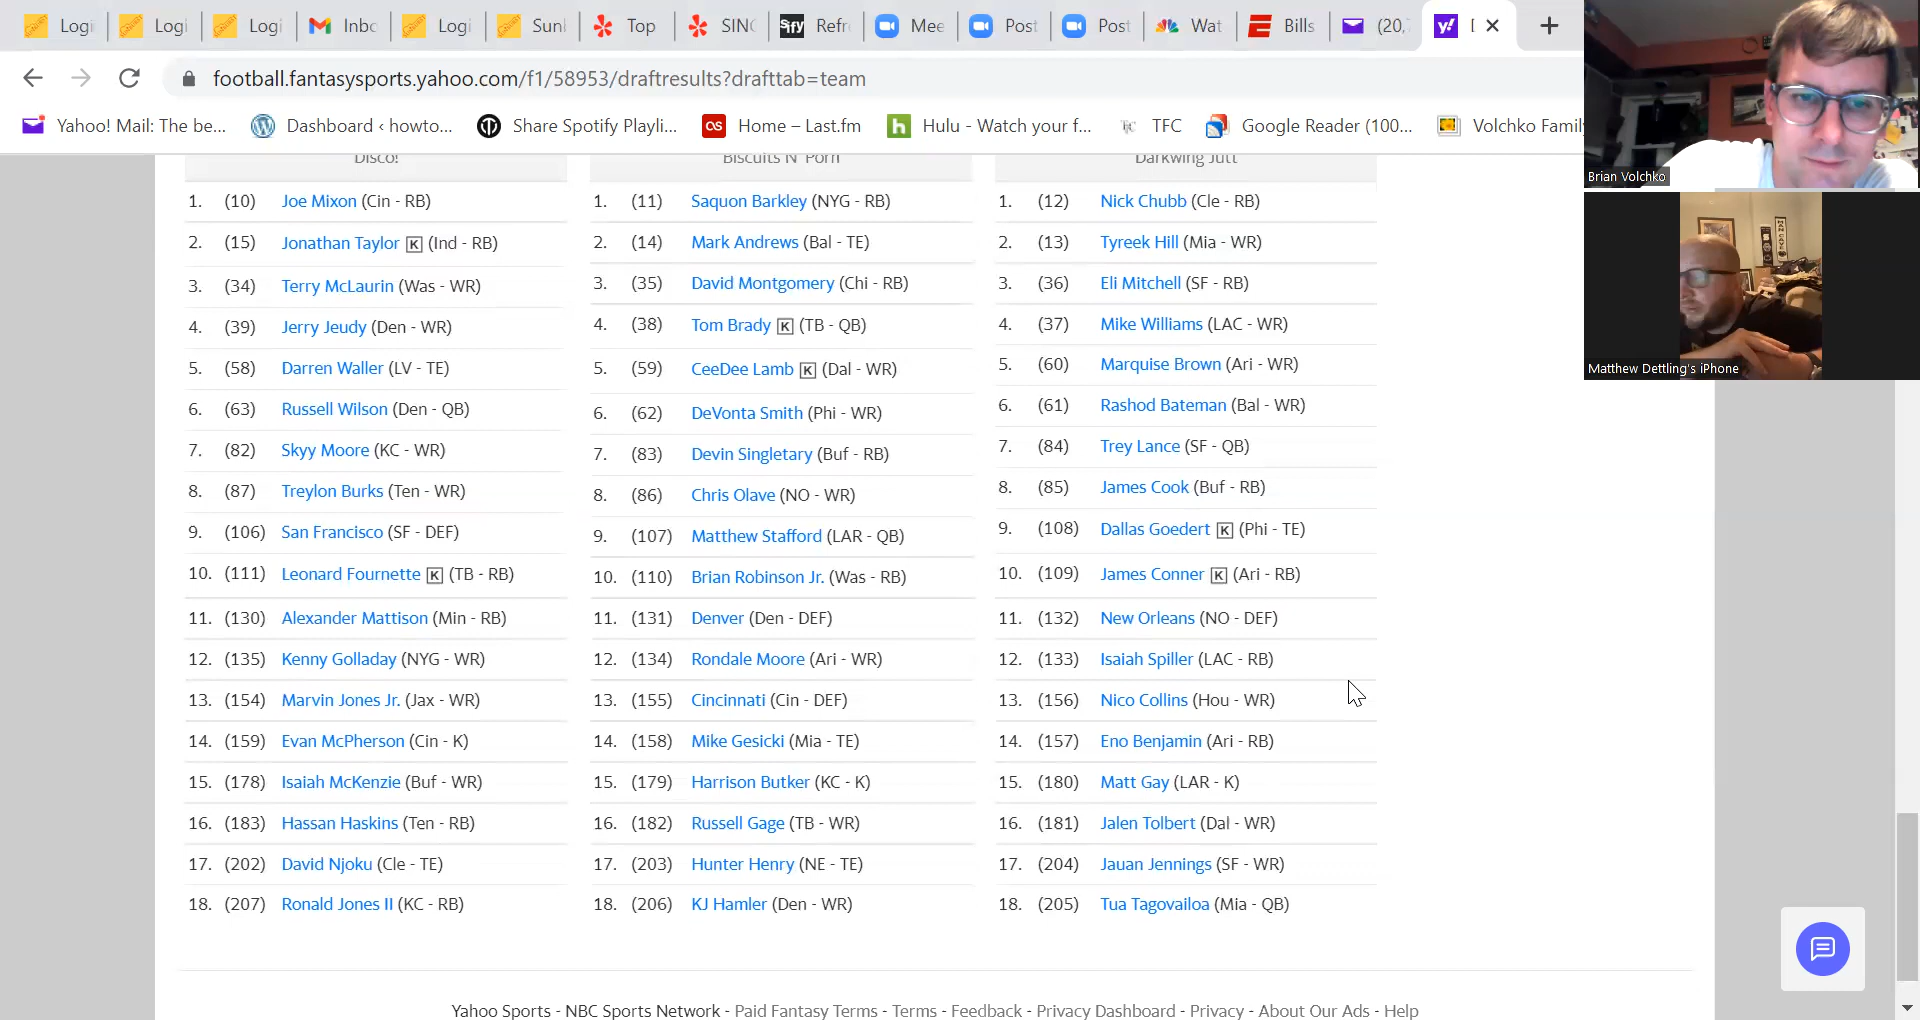 Logi Logi Logi Inbo Logi Sunl Top SING Sify Refr Mee Post Post Wat Bills (20,
football.fantasysports.yahoo.com/f1/58953/draftresults?drafttab=team
Yahoo! Mail: The be... Dashboard ‹ howto... Share Spotify Playli... Home – Last.fm Hulu - Watch your f... TFC Google Reader (100... Volchko Family
Brian Volchko
Matthew Dettling's iPhone
Disco!
1. (10) Joe Mixon (Cin - RB)
2. (15) Jonathan Taylor K (Ind - RB)
3. (34) Terry McLaurin (Was - WR)
4. (39) Jerry Jeudy (Den - WR)
5. (58) Darren Waller (LV - TE)
6. (63) Russell Wilson (Den - QB)
7. (82) Skyy Moore (KC - WR)
8. (87) Treylon Burks (Ten - WR)
9. (106) San Francisco (SF - DEF)
10. (111) Leonard Fournette K (TB - RB)
11. (130) Alexander Mattison (Min - RB)
12. (135) Kenny Golladay (NYG - WR)
13. (154) Marvin Jones Jr. (Jax - WR)
14. (159) Evan McPherson (Cin - K)
15. (178) Isaiah McKenzie (Buf - WR)
16. (183) Hassan Haskins (Ten - RB)
17. (202) David Njoku (Cle - TE)
18. (207) Ronald Jones II (KC - RB)
Biscuits N' Porn
1. (11) Saquon Barkley (NYG - RB)
2. (14) Mark Andrews (Bal - TE)
3. (35) David Montgomery (Chi - RB)
4. (38) Tom Brady K (TB - QB)
5. (59) CeeDee Lamb K (Dal - WR)
6. (62) DeVonta Smith (Phi - WR)
7. (83) Devin Singletary (Buf - RB)
8. (86) Chris Olave (NO - WR)
9. (107) Matthew Stafford (LAR - QB)
10. (110) Brian Robinson Jr. (Was - RB)
11. (131) Denver (Den - DEF)
12. (134) Rondale Moore (Ari - WR)
13. (155) Cincinnati (Cin - DEF)
14. (158) Mike Gesicki (Mia - TE)
15. (179) Harrison Butker (KC - K)
16. (182) Russell Gage (TB - WR)
17. (203) Hunter Henry (NE - TE)
18. (206) KJ Hamler (Den - WR)
Darkwing Jutt
1. (12) Nick Chubb (Cle - RB)
2. (13) Tyreek Hill (Mia - WR)
3. (36) Eli Mitchell (SF - RB)
4. (37) Mike Williams (LAC - WR)
5. (60) Marquise Brown (Ari - WR)
6. (61) Rashod Bateman (Bal - WR)
7. (84) Trey Lance (SF - QB)
8. (85) James Cook (Buf - RB)
9. (108) Dallas Goedert K (Phi - TE)
10. (109) James Conner K (Ari - RB)
11. (132) New Orleans (NO - DEF)
12. (133) Isaiah Spiller (LAC - RB)
13. (156) Nico Collins (Hou - WR)
14. (157) Eno Benjamin (Ari - RB)
15. (180) Matt Gay (LAR - K)
16. (181) Jalen Tolbert (Dal - WR)
17. (204) Jauan Jennings (SF - WR)
18. (205) Tua Tagovailoa (Mia - QB)
Yahoo Sports - NBC Sports Network - Paid Fantasy Terms - Terms - Feedback - Privacy Dashboard - Privacy - About Our Ads - Help